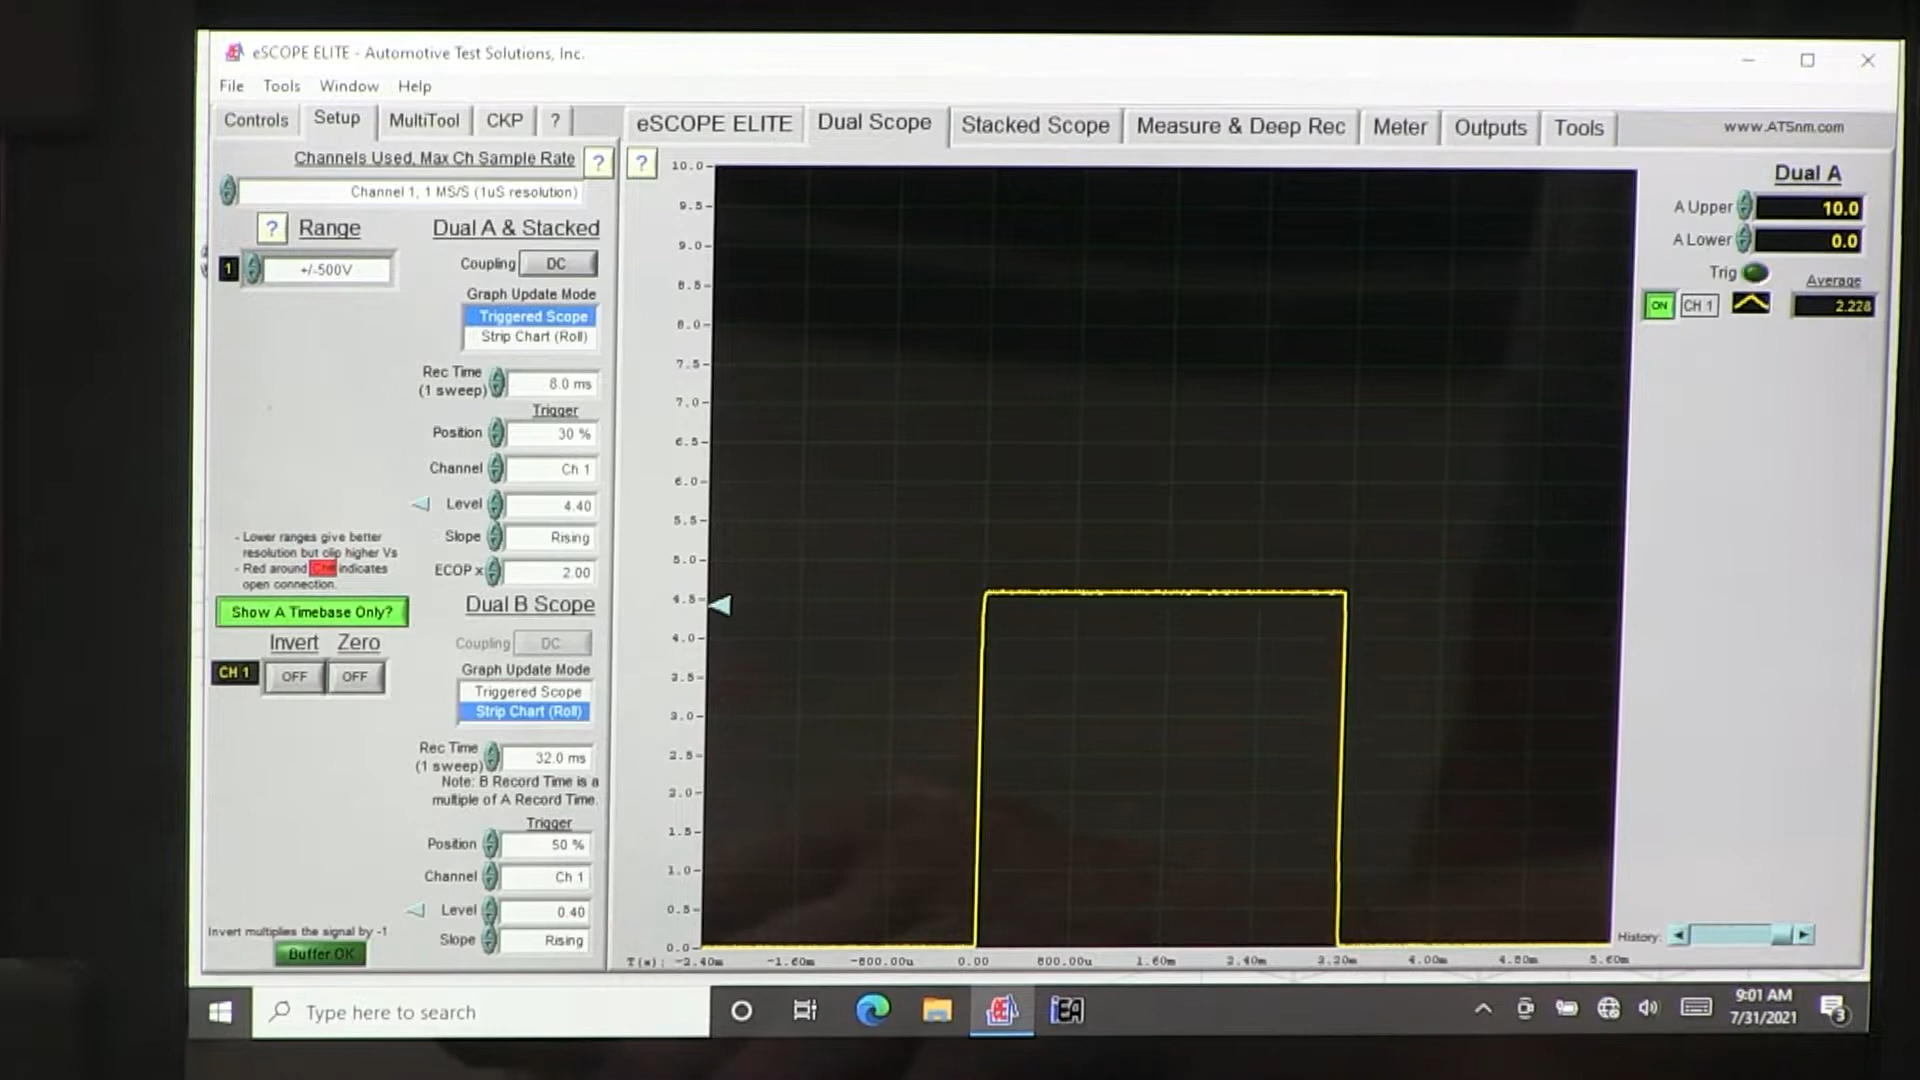 eSCOPE ELITE - Automotive Test Solutions, Inc.
File Tools Window Help
Controls Setup MultiTool CKP ?
eSCOPE ELITE Dual Scope Stacked Scope Measure & Deep Rec Meter Outputs Tools
www.ATSnm.com
Channels Used, Max Ch Sample Rate ?
Channel 1, 1 MS/S (1uS resolution)
? Range
1 +/-500V
Dual A & Stacked
Coupling DC
Graph Update Mode
Triggered Scope
Strip Chart (Roll)
Rec Time
(1 sweep) 8.0 ms
Trigger
Position 30 %
Channel Ch 1
Level 4.40
Slope Rising
ECOP x 2.00
- Lower ranges give better
resolution but clip higher Vs
- Red around Ch# indicates
open connection.
Show A Timebase Only?
Invert Zero
CH 1 OFF OFF
Dual B Scope
Coupling DC
Graph Update Mode
Triggered Scope
Strip Chart (Roll)
Rec Time
(1 sweep) 32.0 ms
Note: B Record Time is a
multiple of A Record Time.
Trigger
Position 50 %
Channel Ch 1
Level 0.40
Slope Rising
Invert multiplies the signal by -1
Buffer OK
?
10.0
9.5
9.0
8.5
8.0
7.5
7.0
6.5
6.0
5.5
5.0
4.5
4.0
3.5
3.0
2.5
2.0
1.5
1.0
0.5
0.0
T(s): -2.40m -1.60m -800.00u 0.00 800.00u 1.60m 2.40m 3.20m 4.00m 4.80m 5.60m
Dual A
A Upper 10.0
A Lower 0.0
Trig
Average
ON CH 1 2.228
History:
Type here to search
EA
9:01 AM
7/31/2021
3